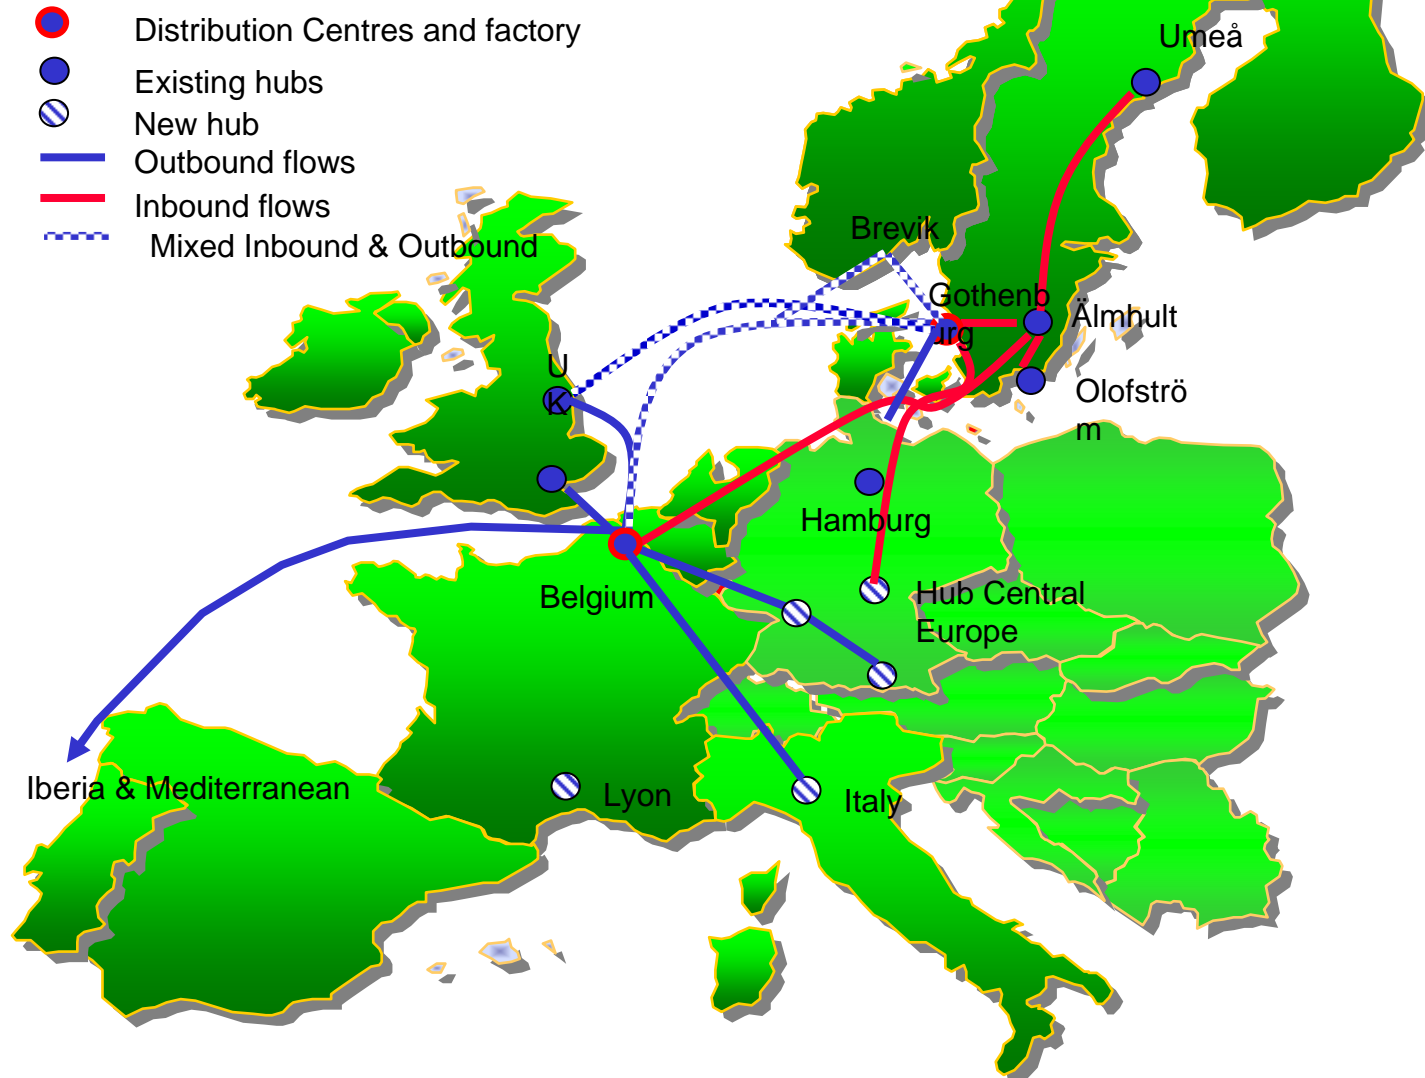 Distribution Centres and factory
Existing hubs
New hub
Outbound flows
Inbound flows
Mixed Inbound & Outbound
Umeå
Brevik
Gothenb
urg
Älmhult
U
K
Olofströ
m
Hamburg
Belgium
Hub Central
Europe
Iberia & Mediterranean
Lyon
Italy